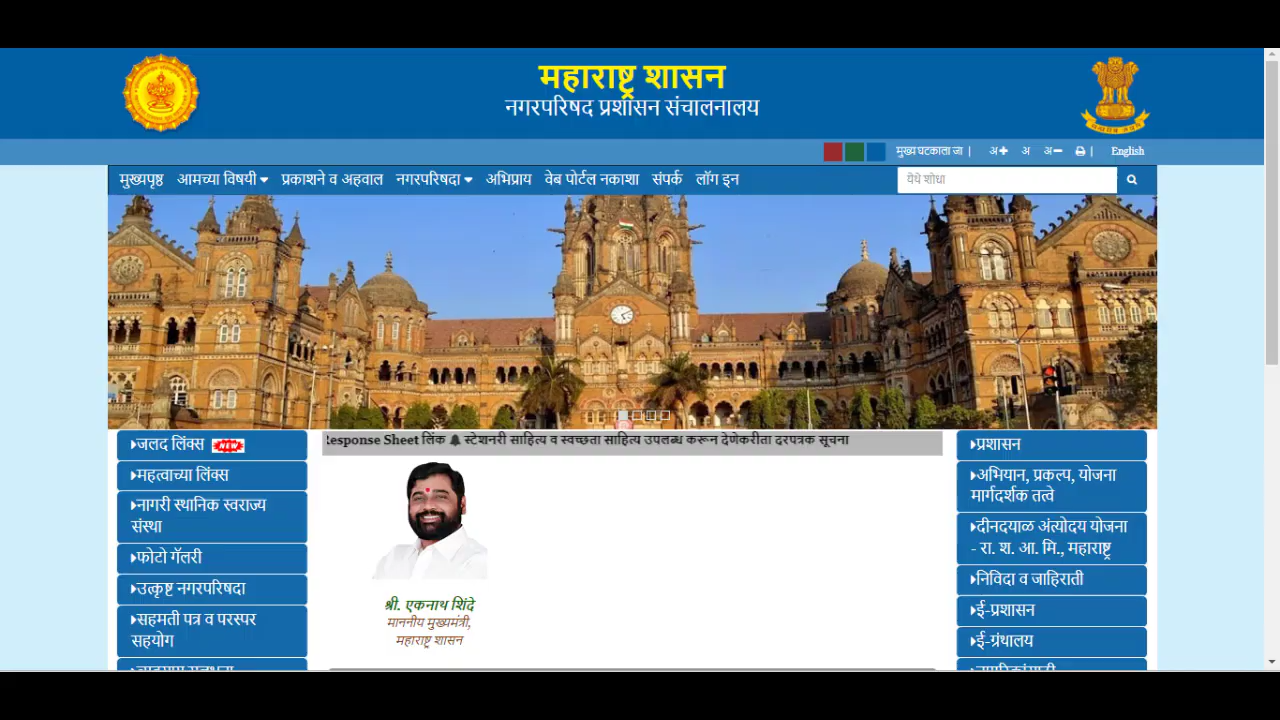 महाराष्ट्र शासन
नगरपरिषद प्रशासन संचालनालय
मुख्य घटकाला जा | अ+ अ अ- | English
मुख्यपृष्ठ आमच्या विषयी प्रकाशने व अहवाल नगरपरिषदा अभिप्राय वेब पोर्टल नकाशा संपर्क लॉग इन येथे शोधा
जलद लिंक्स NEW
महत्वाच्या लिंक्स
नागरी स्थानिक स्वराज्य
संस्था
फोटो गॅलरी
उत्कृष्ट नगरपरिषदा
सहमती पत्र व परस्पर
सहयोग
Response Sheet लिंक स्टेशनरी साहित्य व स्वच्छता साहित्य उपलब्ध करून देणेकरीता दरपत्रक सूचना
श्री. एकनाथ शिंदे
माननीय मुख्यमंत्री,
महाराष्ट्र शासन
प्रशासन
अभियान, प्रकल्प, योजना
मार्गदर्शक तत्वे
दीनदयाळ अंत्योदय योजना
- रा. श. आ. मि., महाराष्ट्र
निविदा व जाहिराती
ई-प्रशासन
ई-ग्रंथालय